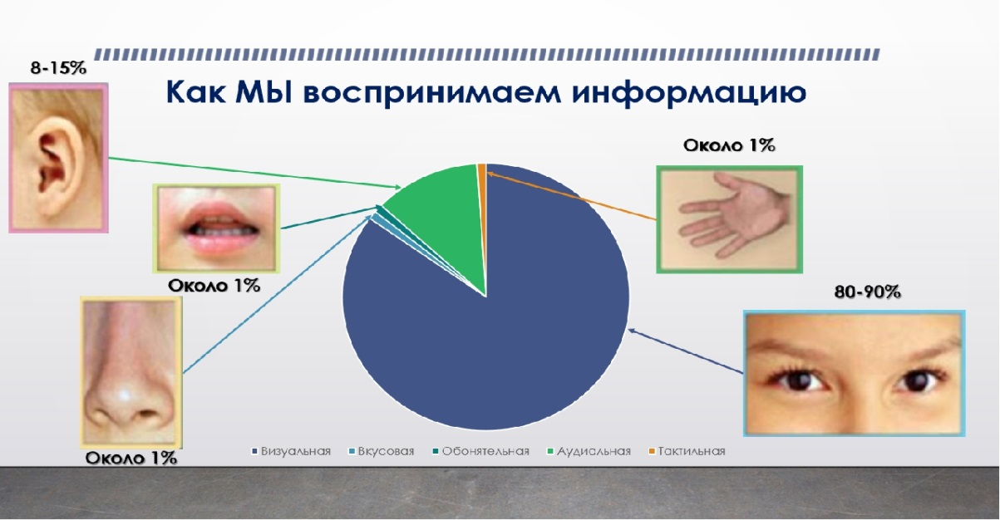 8-15%
Как МЫ воспринимаем информацию
Около 1%
Около 1%
80-90%
Около 1%
Визуальная Вкусовая Обонятельная Аудиальная Тактильная